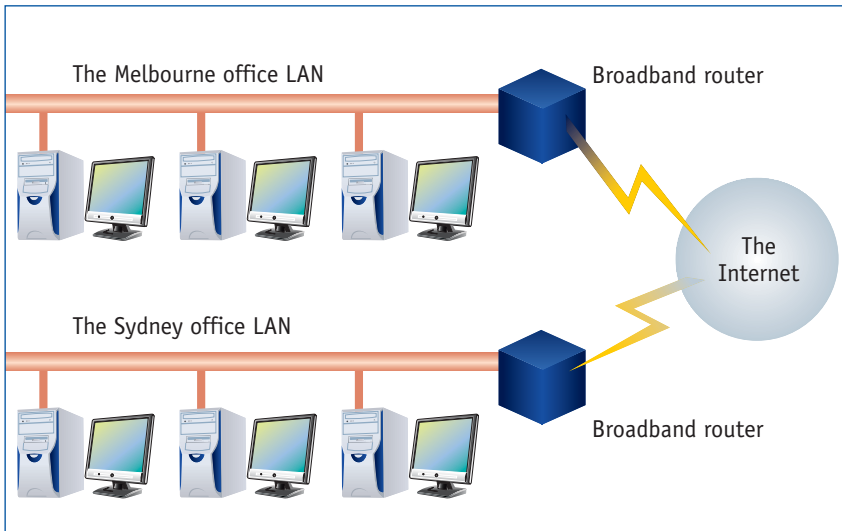 The Melbourne office LAN
Broadband router
The
Internet
The Sydney office LAN
Broadband router